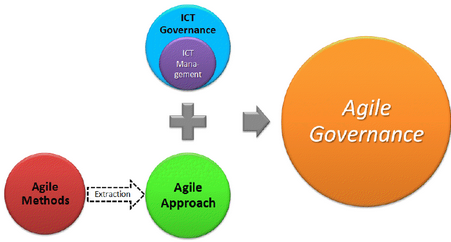 ICT
Governance
ICT
Mana-
gement
Agile
Governance
Agile
Methods
Extraction
Agile
Approach